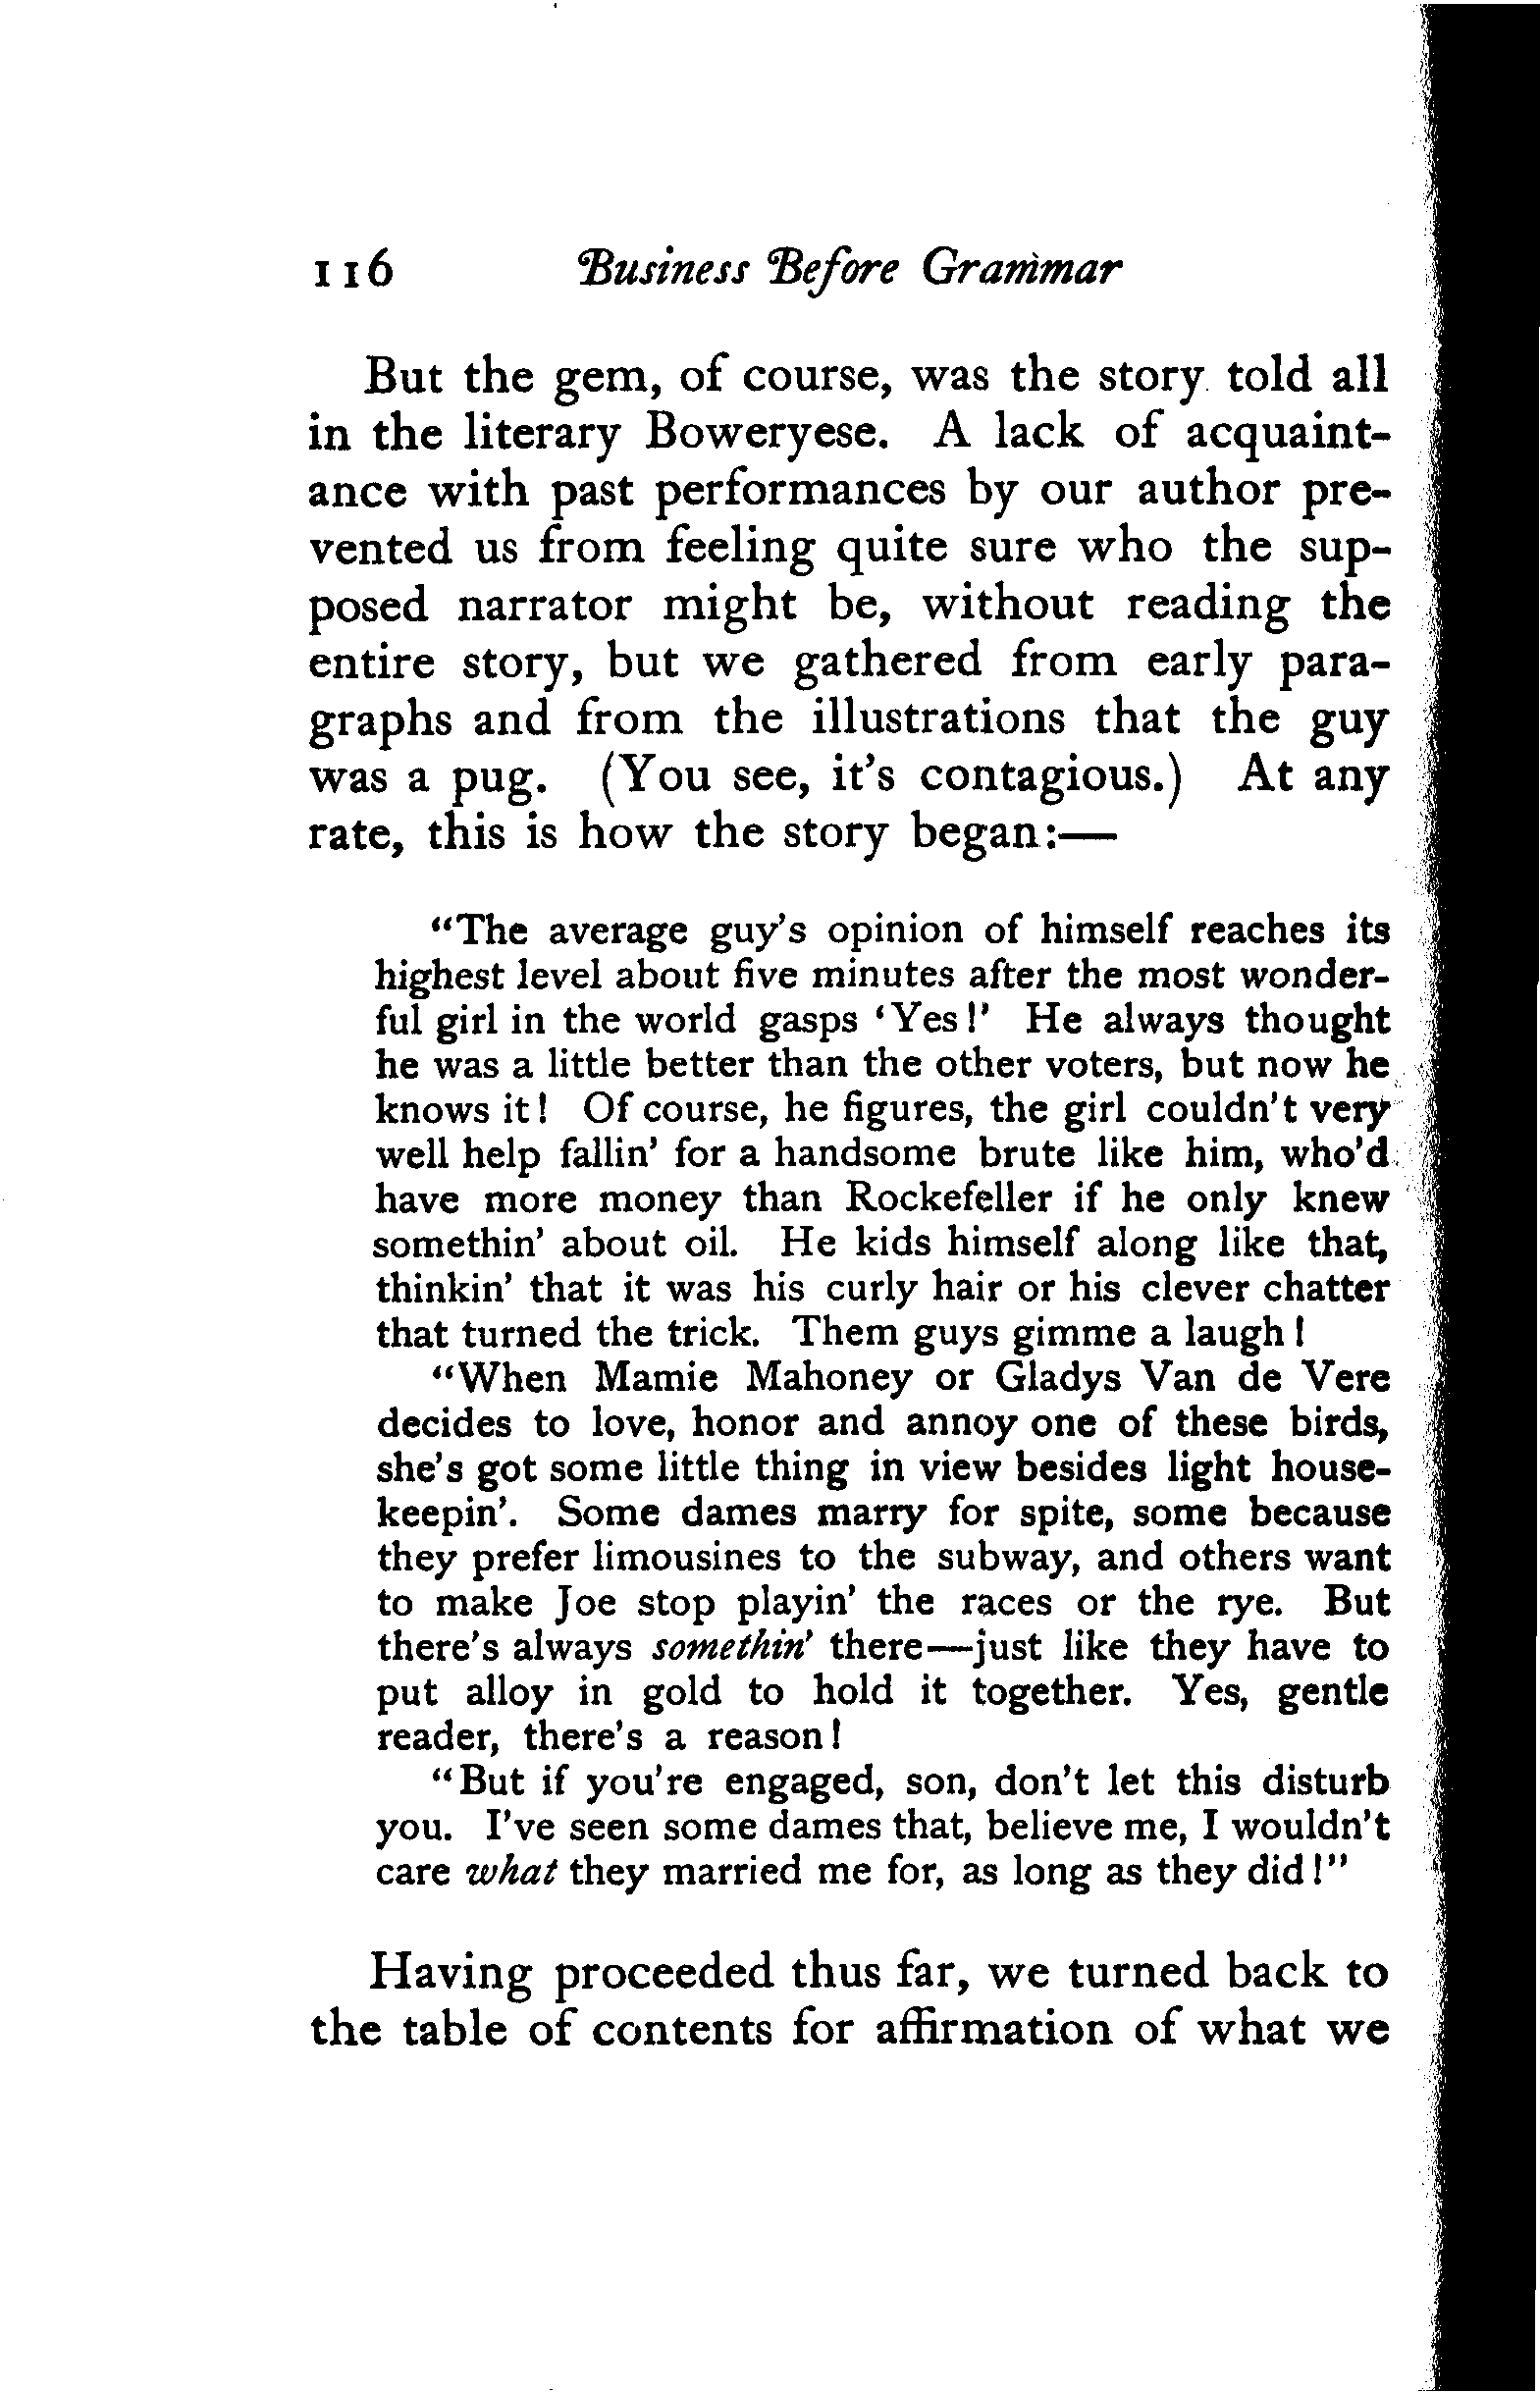 116 Business Before Grammar
But the gem, of course, was the story told all
in the literary Boweryese. A lack of acquaint-
ance with past performances by our author pre-
vented us from feeling quite sure who the sup-
posed narrator might be, without reading the
entire story, but we gathered from early para-
graphs and from the illustrations that the guy
was a pug. (You see, it's contagious.) At any
rate, this is how the story began:—
"The average guy's opinion of himself reaches its
highest level about five minutes after the most wonder-
ful girl in the world gasps 'Yes!' He always thought
he was a little better than the other voters, but now he
knows it! Of course, he figures, the girl couldn't very
well help fallin' for a handsome brute like him, who'd
have more money than Rockefeller if he only knew
somethin' about oil. He kids himself along like that,
thinkin' that it was his curly hair or his clever chatter
that turned the trick. Them guys gimme a laugh!
"When Mamie Mahoney or Gladys Van de Vere
decides to love, honor and annoy one of these birds,
she's got some little thing in view besides light house-
keepin'. Some dames marry for spite, some because
they prefer limousines to the subway, and others want
to make Joe stop playin' the races or the rye. But
there's always somethin' there—just like they have to
put alloy in gold to hold it together. Yes, gentle
reader, there's a reason!
"But if you're engaged, son, don't let this disturb
you. I've seen some dames that, believe me, I wouldn't
care what they married me for, as long as they did!"
Having proceeded thus far, we turned back to
the table of contents for affirmation of what we